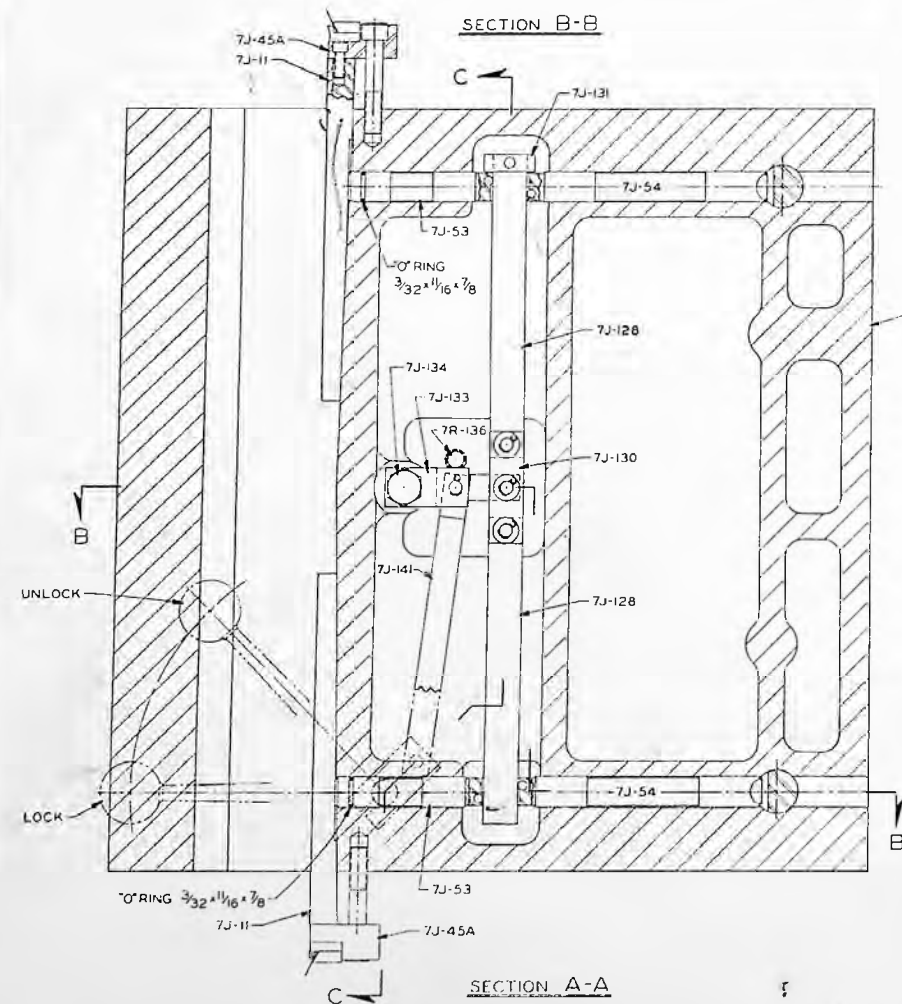 SECTION B-B
7J-45A
7J-11
C
7J-131
7J-54
7J-53
"O" RING
3/32 x 11/16 x 7/8
7J-128
7J-134
7J-133
7R-136
7J-130
B
7J-141
UNLOCK
7J-128
7J-54
LOCK
B
7J-53
"O" RING 3/32 x 11/16 x 7/8
7J-11
7J-45A
C
SECTION A-A